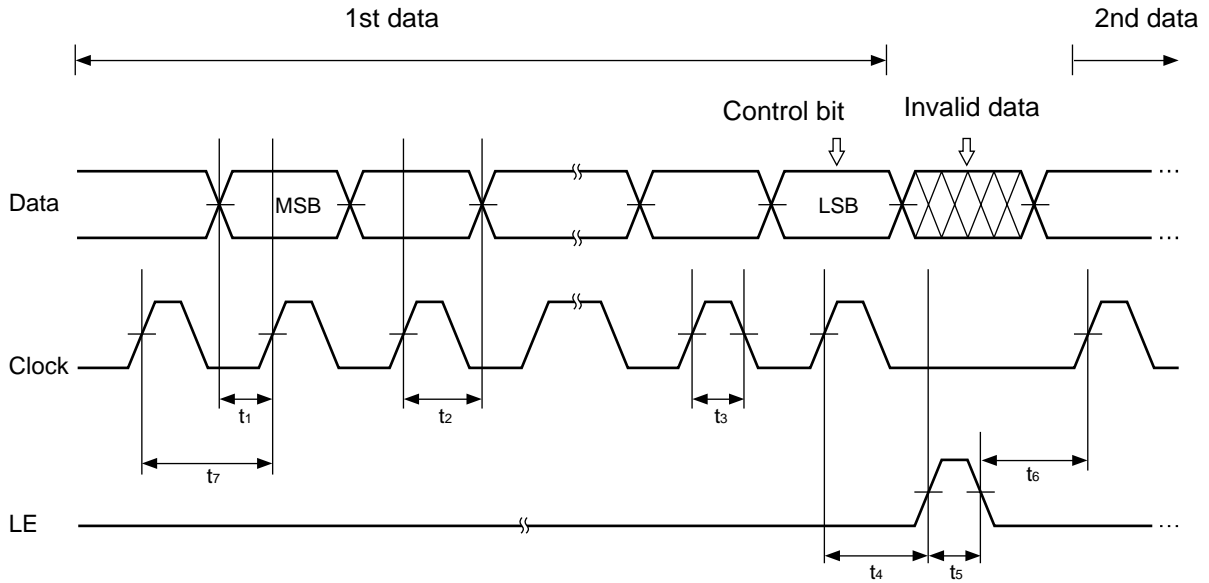 1st data
2nd data
Control bit
Invalid data
Data
MSB
LSB
...
...
Clock
t1
t2
t3
t7
t6
LE
...
t4
t5